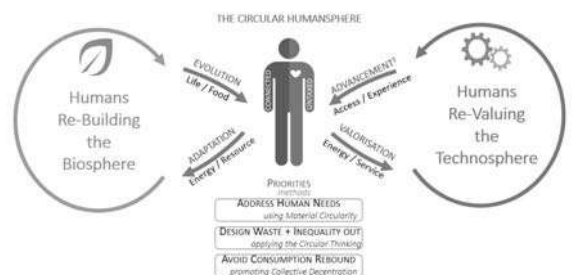 THE CIRCULAR HUMANSPHERE
Humans
Re-Building
the
Biosphere
EVOLUTION
Life / Food
ADAPTATION
Energy / Resource
CONNECTED
UNTAXED
ADVANCEMENT!
Access / Experience
VALORISATION
Energy / Service
Humans
Re-Valuing
the
Technosphere
PRIORITIES
methods
ADDRESS HUMAN NEEDS
using Material Circularity
DESIGN WASTE + INEQUALITY OUT
applying the Circular Thinking
AVOID CONSUMPTION REBOUND
promoting Collective Decentration